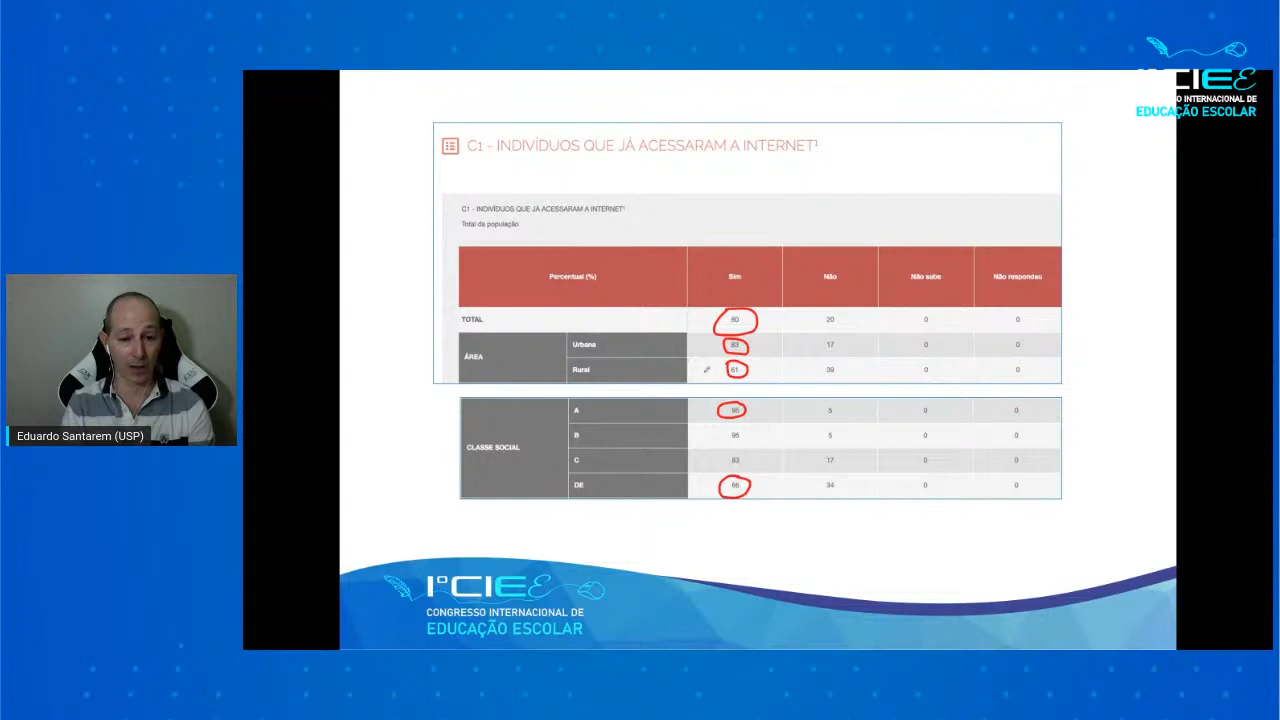 CIEE
O INTERNACIONAL DE
EDUCAÇÃO ESCOLAR
C1 - INDIVÍDUOS QUE JÁ ACESSARAM A INTERNET¹
C1 - INDIVÍDUOS QUE JÁ ACESSARAM A INTERNET¹
Total da população
Percentual (%) Sim Não Não sabe Não respondeu
TOTAL 80 20 0 0
ÁREA
Urbana 83 17 0 0
Rural 61 39 0 0
CLASSE SOCIAL
A 95 5 0 0
B 95 5 0 0
C 83 17 0 0
DE 66 34 0 0
Eduardo Santarem (USP)
1º CIEE
CONGRESSO INTERNACIONAL DE
EDUCAÇÃO ESCOLAR